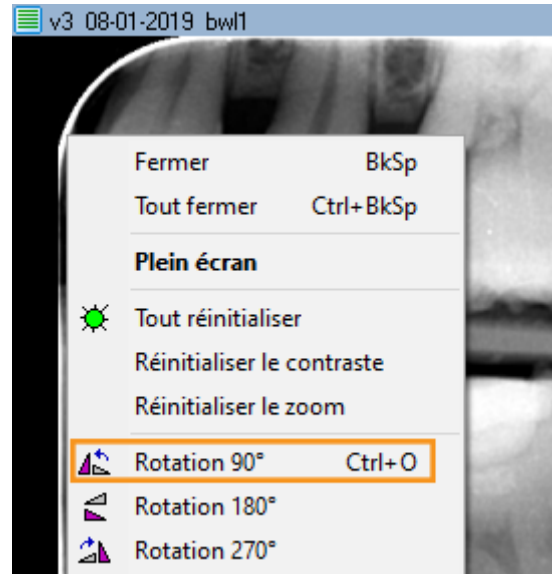 v3 08-01-2019 bwl1
Fermer BkSp
Tout fermer Ctrl+BkSp
Plein écran
Tout réinitialiser
Réinitialiser le contraste
Réinitialiser le zoom
Rotation 90° Ctrl+O
Rotation 180°
Rotation 270°